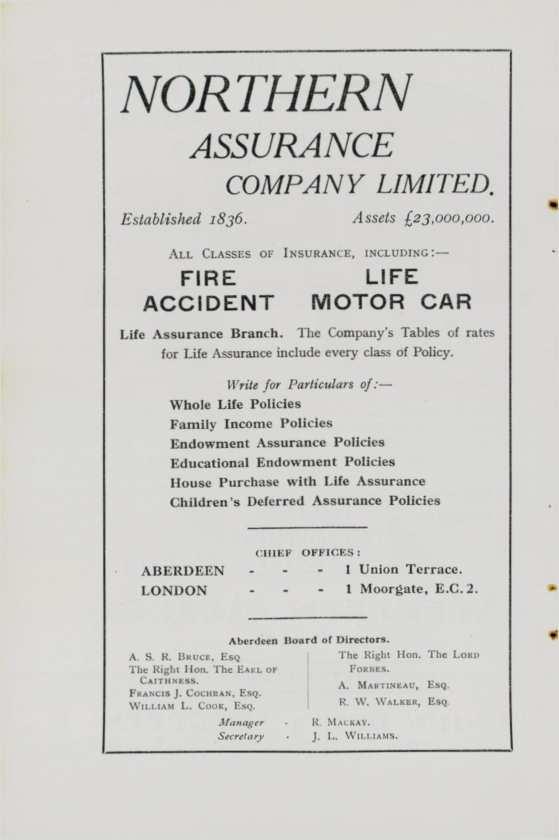 NORTHERN
ASSURANCE
COMPANY LIMITED.
Established 1836. Assets £23,000,000.
ALL CLASSES OF INSURANCE, INCLUDING:—
FIRE LIFE
ACCIDENT MOTOR CAR
Life Assurance Branch. The Company's Tables of rates
for Life Assurance include every class of Policy.
Write for Particulars of:—
Whole Life Policies
Family Income Policies
Endowment Assurance Policies
Educational Endowment Policies
House Purchase with Life Assurance
Children's Deferred Assurance Policies
CHIEF OFFICES:
ABERDEEN - - - 1 Union Terrace.
LONDON - - - 1 Moorgate, E.C. 2.
Aberdeen Board of Directors.
A. S. R. BRUCE, ESQ
The Right Hon. The EARL OF
CAITHNESS.
FRANCIS J. COCHRAN, ESQ.
WILLIAM L. COOK, ESQ.
The Right Hon. The LORD
FORBES.
A. MARTINEAU, ESQ.
R. W. WALKER, ESQ.
Manager - R. MACKAY.
Secretary - J. L. WILLIAMS.